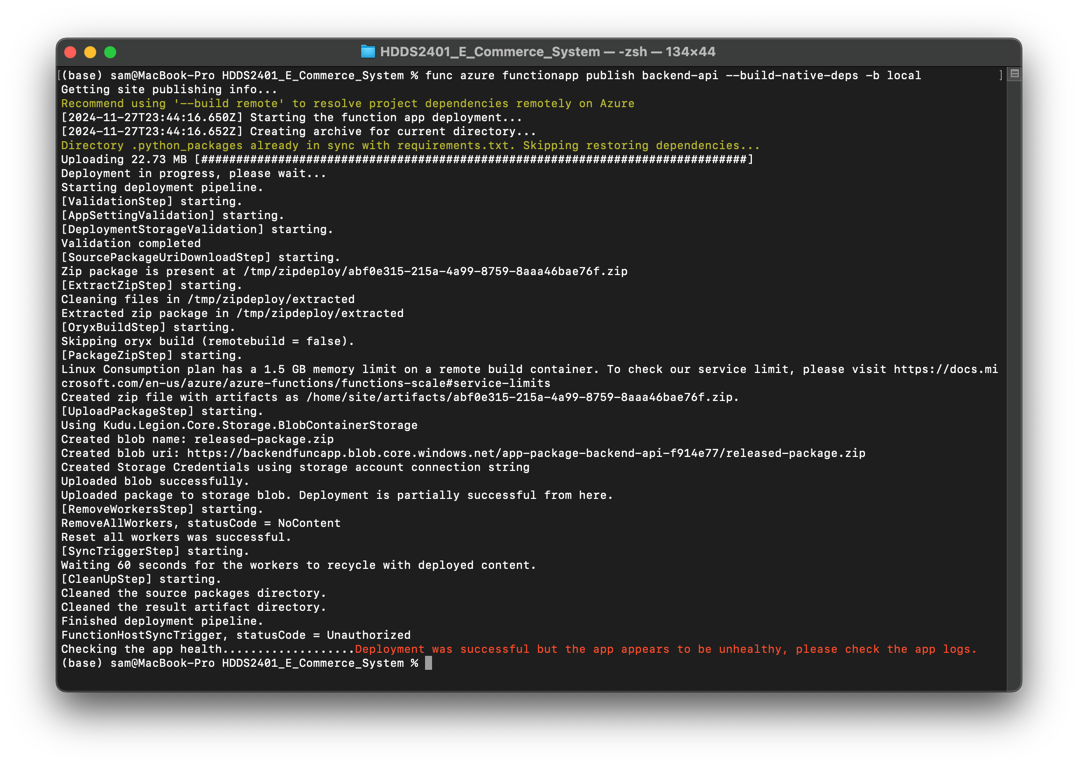 HDDS2401_E_Commerce_System — -zsh — 134×44
[(base) sam@MacBook-Pro HDDS2401_E_Commerce_System % func azure functionapp publish backend-api --build-native-deps -b local ]
Getting site publishing info...
Recommend using '--build remote' to resolve project dependencies remotely on Azure
[2024-11-27T23:44:16.650Z] Starting the function app deployment...
[2024-11-27T23:44:16.652Z] Creating archive for current directory...
Directory .python_packages already in sync with requirements.txt. Skipping restoring dependencies...
Uploading 22.73 MB [##############################################################################]
Deployment in progress, please wait...
Starting deployment pipeline.
[ValidationStep] starting.
[AppSettingValidation] starting.
[DeploymentStorageValidation] starting.
Validation completed
[SourcePackageUriDownloadStep] starting.
Zip package is present at /tmp/zipdeploy/abf0e315-215a-4a99-8759-8aaa46bae76f.zip
[ExtractZipStep] starting.
Cleaning files in /tmp/zipdeploy/extracted
Extracted zip package in /tmp/zipdeploy/extracted
[OryxBuildStep] starting.
Skipping oryx build (remotebuild = false).
[PackageZipStep] starting.
Linux Consumption plan has a 1.5 GB memory limit on a remote build container. To check our service limit, please visit https://docs.mi
crosoft.com/en-us/azure/azure-functions/functions-scale#service-limits
Created zip file with artifacts as /home/site/artifacts/abf0e315-215a-4a99-8759-8aaa46bae76f.zip.
[UploadPackageStep] starting.
Using Kudu.Legion.Core.Storage.BlobContainerStorage
Created blob name: released-package.zip
Created blob uri: https://backendfuncapp.blob.core.windows.net/app-package-backend-api-f914e77/released-package.zip
Created Storage Credentials using storage account connection string
Uploaded blob successfully.
Uploaded package to storage blob. Deployment is partially successful from here.
[RemoveWorkersStep] starting.
RemoveAllWorkers, statusCode = NoContent
Reset all workers was successful.
[SyncTriggerStep] starting.
Waiting 60 seconds for the workers to recycle with deployed content.
[CleanUpStep] starting.
Cleaned the source packages directory.
Cleaned the result artifact directory.
Finished deployment pipeline.
FunctionHostSyncTrigger, statusCode = Unauthorized
Checking the app health...................Deployment was successful but the app appears to be unhealthy, please check the app logs.
(base) sam@MacBook-Pro HDDS2401_E_Commerce_System %